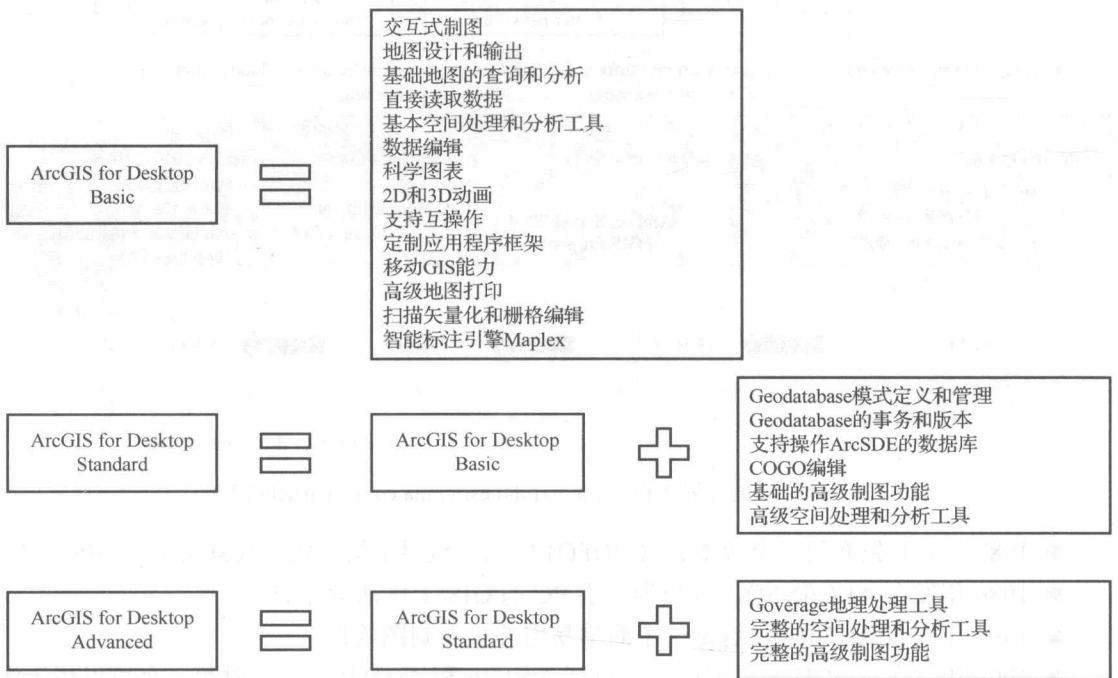 交互式制图
地图设计和输出
基础地图的查询和分析
直接读取数据
基本空间处理和分析工具
数据编辑
科学图表
2D和3D动画
支持互操作
定制应用程序框架
移动GIS能力
高级地图打印
扫描矢量化和栅格编辑
智能标注引擎Maplex
ArcGIS for Desktop
Basic
ArcGIS for Desktop
Standard
ArcGIS for Desktop
Basic
Geodatabase模式定义和管理
Geodatabase的事务和版本
支持操作ArcSDE的数据库
COGO编辑
基础的高级制图功能
高级空间处理和分析工具
ArcGIS for Desktop
Advanced
ArcGIS for Desktop
Standard
Goverage地理处理工具
完整的空间处理和分析工具
完整的高级制图功能